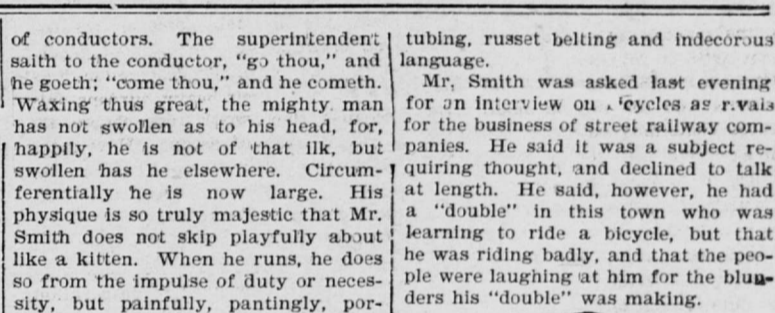 of conductors. The superintendent
saith to the conductor, "go thou," and
he goeth; "come thou," and he cometh.
Waxing thus great, the mighty man
has not swollen as to his head, for,
happily, he is not of that ilk, but
swollen has he elsewhere. Circum-
ferentially he is now large. His
physique is so truly majestic that Mr.
Smith does not skip playfully about
like a kitten. When he runs, he does
so from the impulse of duty or neces-
sity, but painfully, pantingly, por-
tubing, russet belting and indecorous
language.
Mr. Smith was asked last evening
for an interview on cycles as rivals
for the business of street railway com-
panies. He said it was a subject re-
quiring thought, and declined to talk
at length. He said, however, he had
a "double" in this town who was
learning to ride a bicycle, but that
he was riding badly, and that the peo-
ple were laughing at him for the blun-
ders his "double" was making.